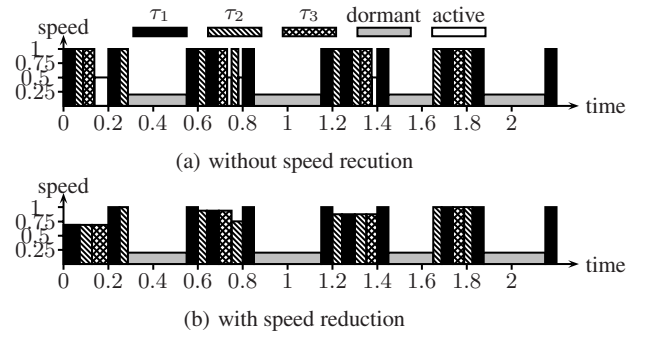 τ1 τ2 τ3 dormant active
speed
1
0.75
0.5
0.25
0 0.2 0.4 0.6 0.8 1 1.2 1.4 1.6 1.8 2 time
(a) without speed recution
speed
1
0.75
0.5
0.25
0 0.2 0.4 0.6 0.8 1 1.2 1.4 1.6 1.8 2 time
(b) with speed reduction